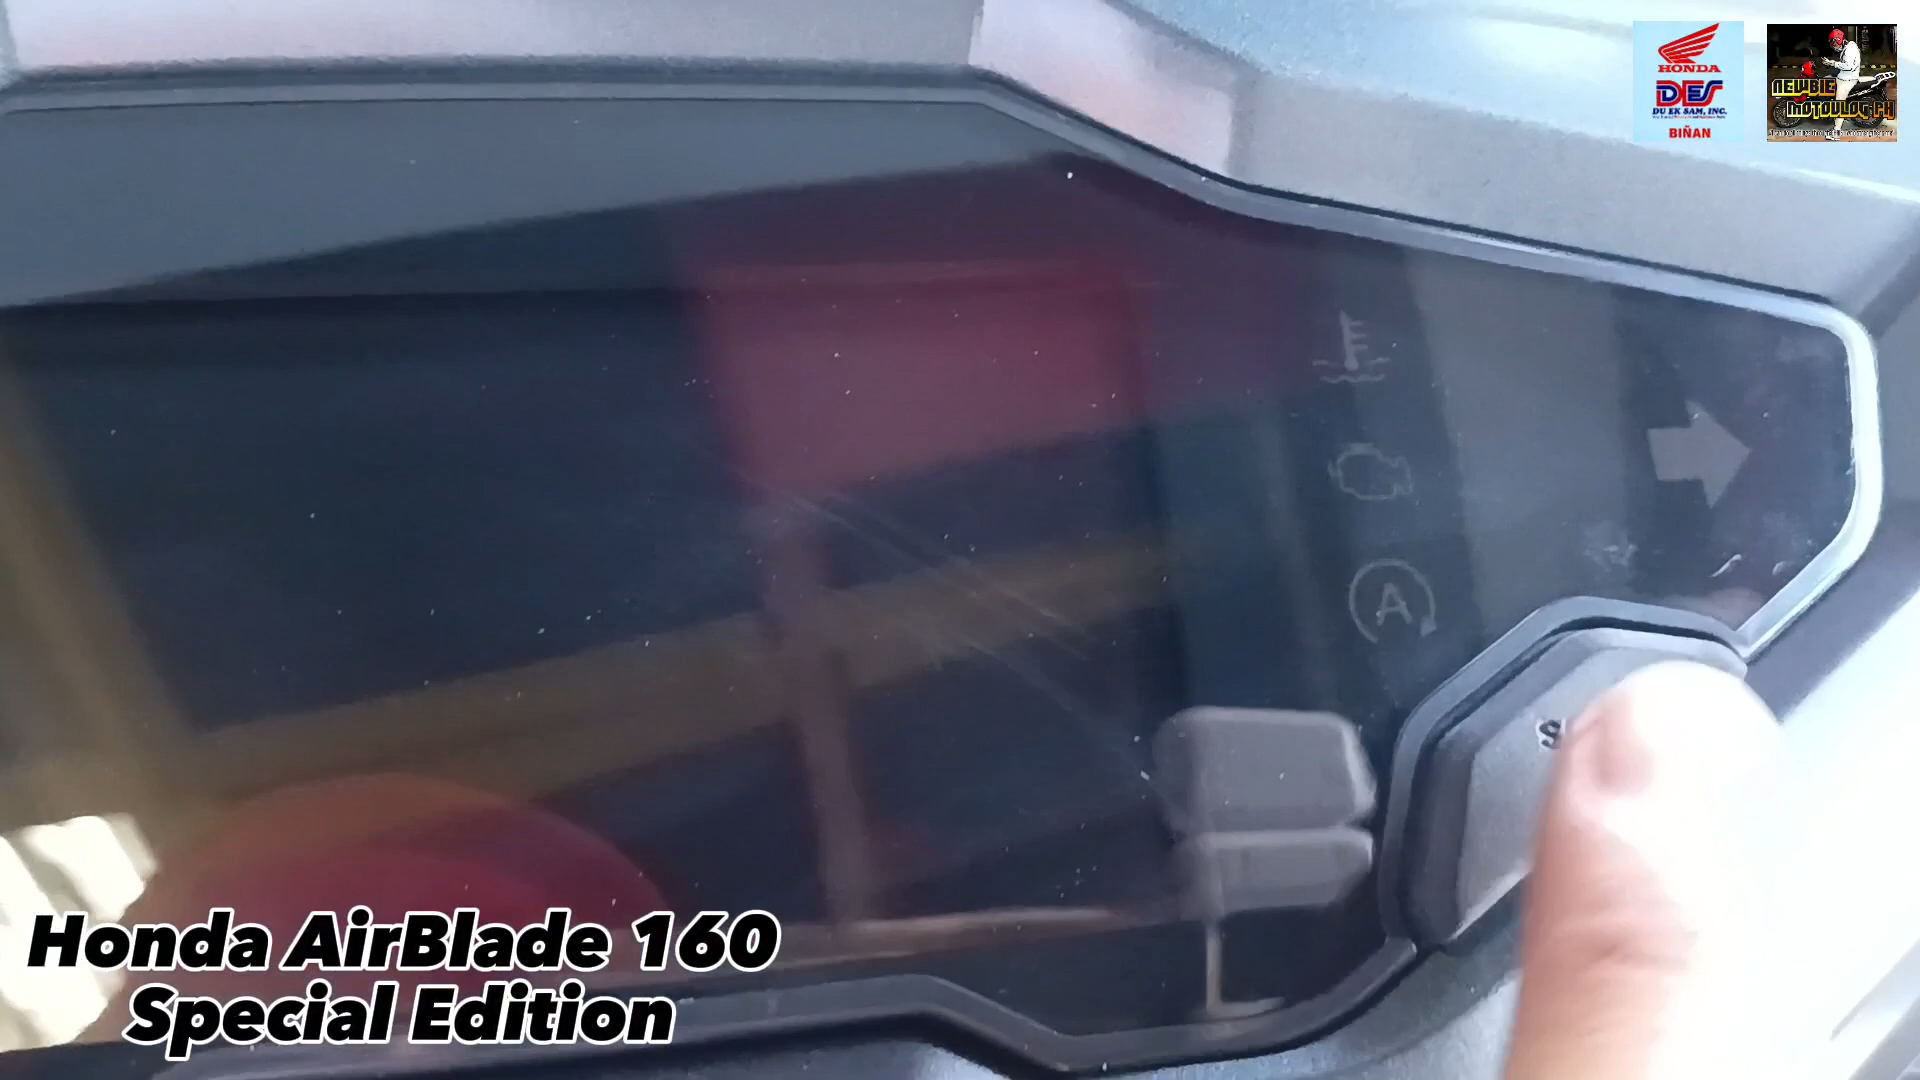 HONDA
DES
DU EK SAM, INC.
BIÑAN
NEWBIE
MOTOVLOG PH
A
S
Honda AirBlade 160
Special Edition